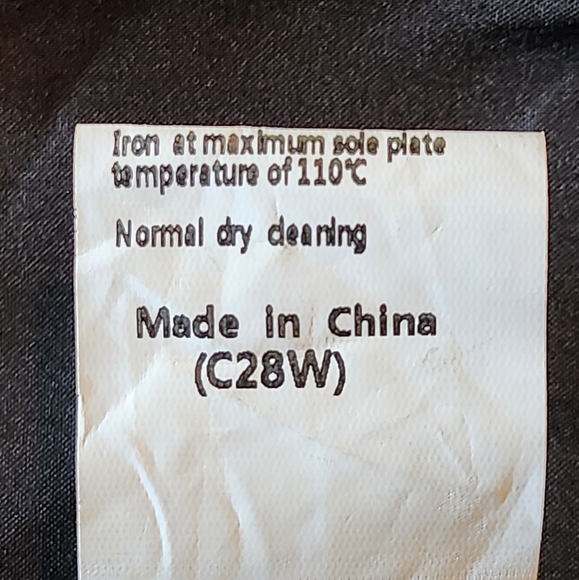 Iron at maximum sole plate
temperature of 110℃
Normal dry cleaning
Made in China
(C28W)